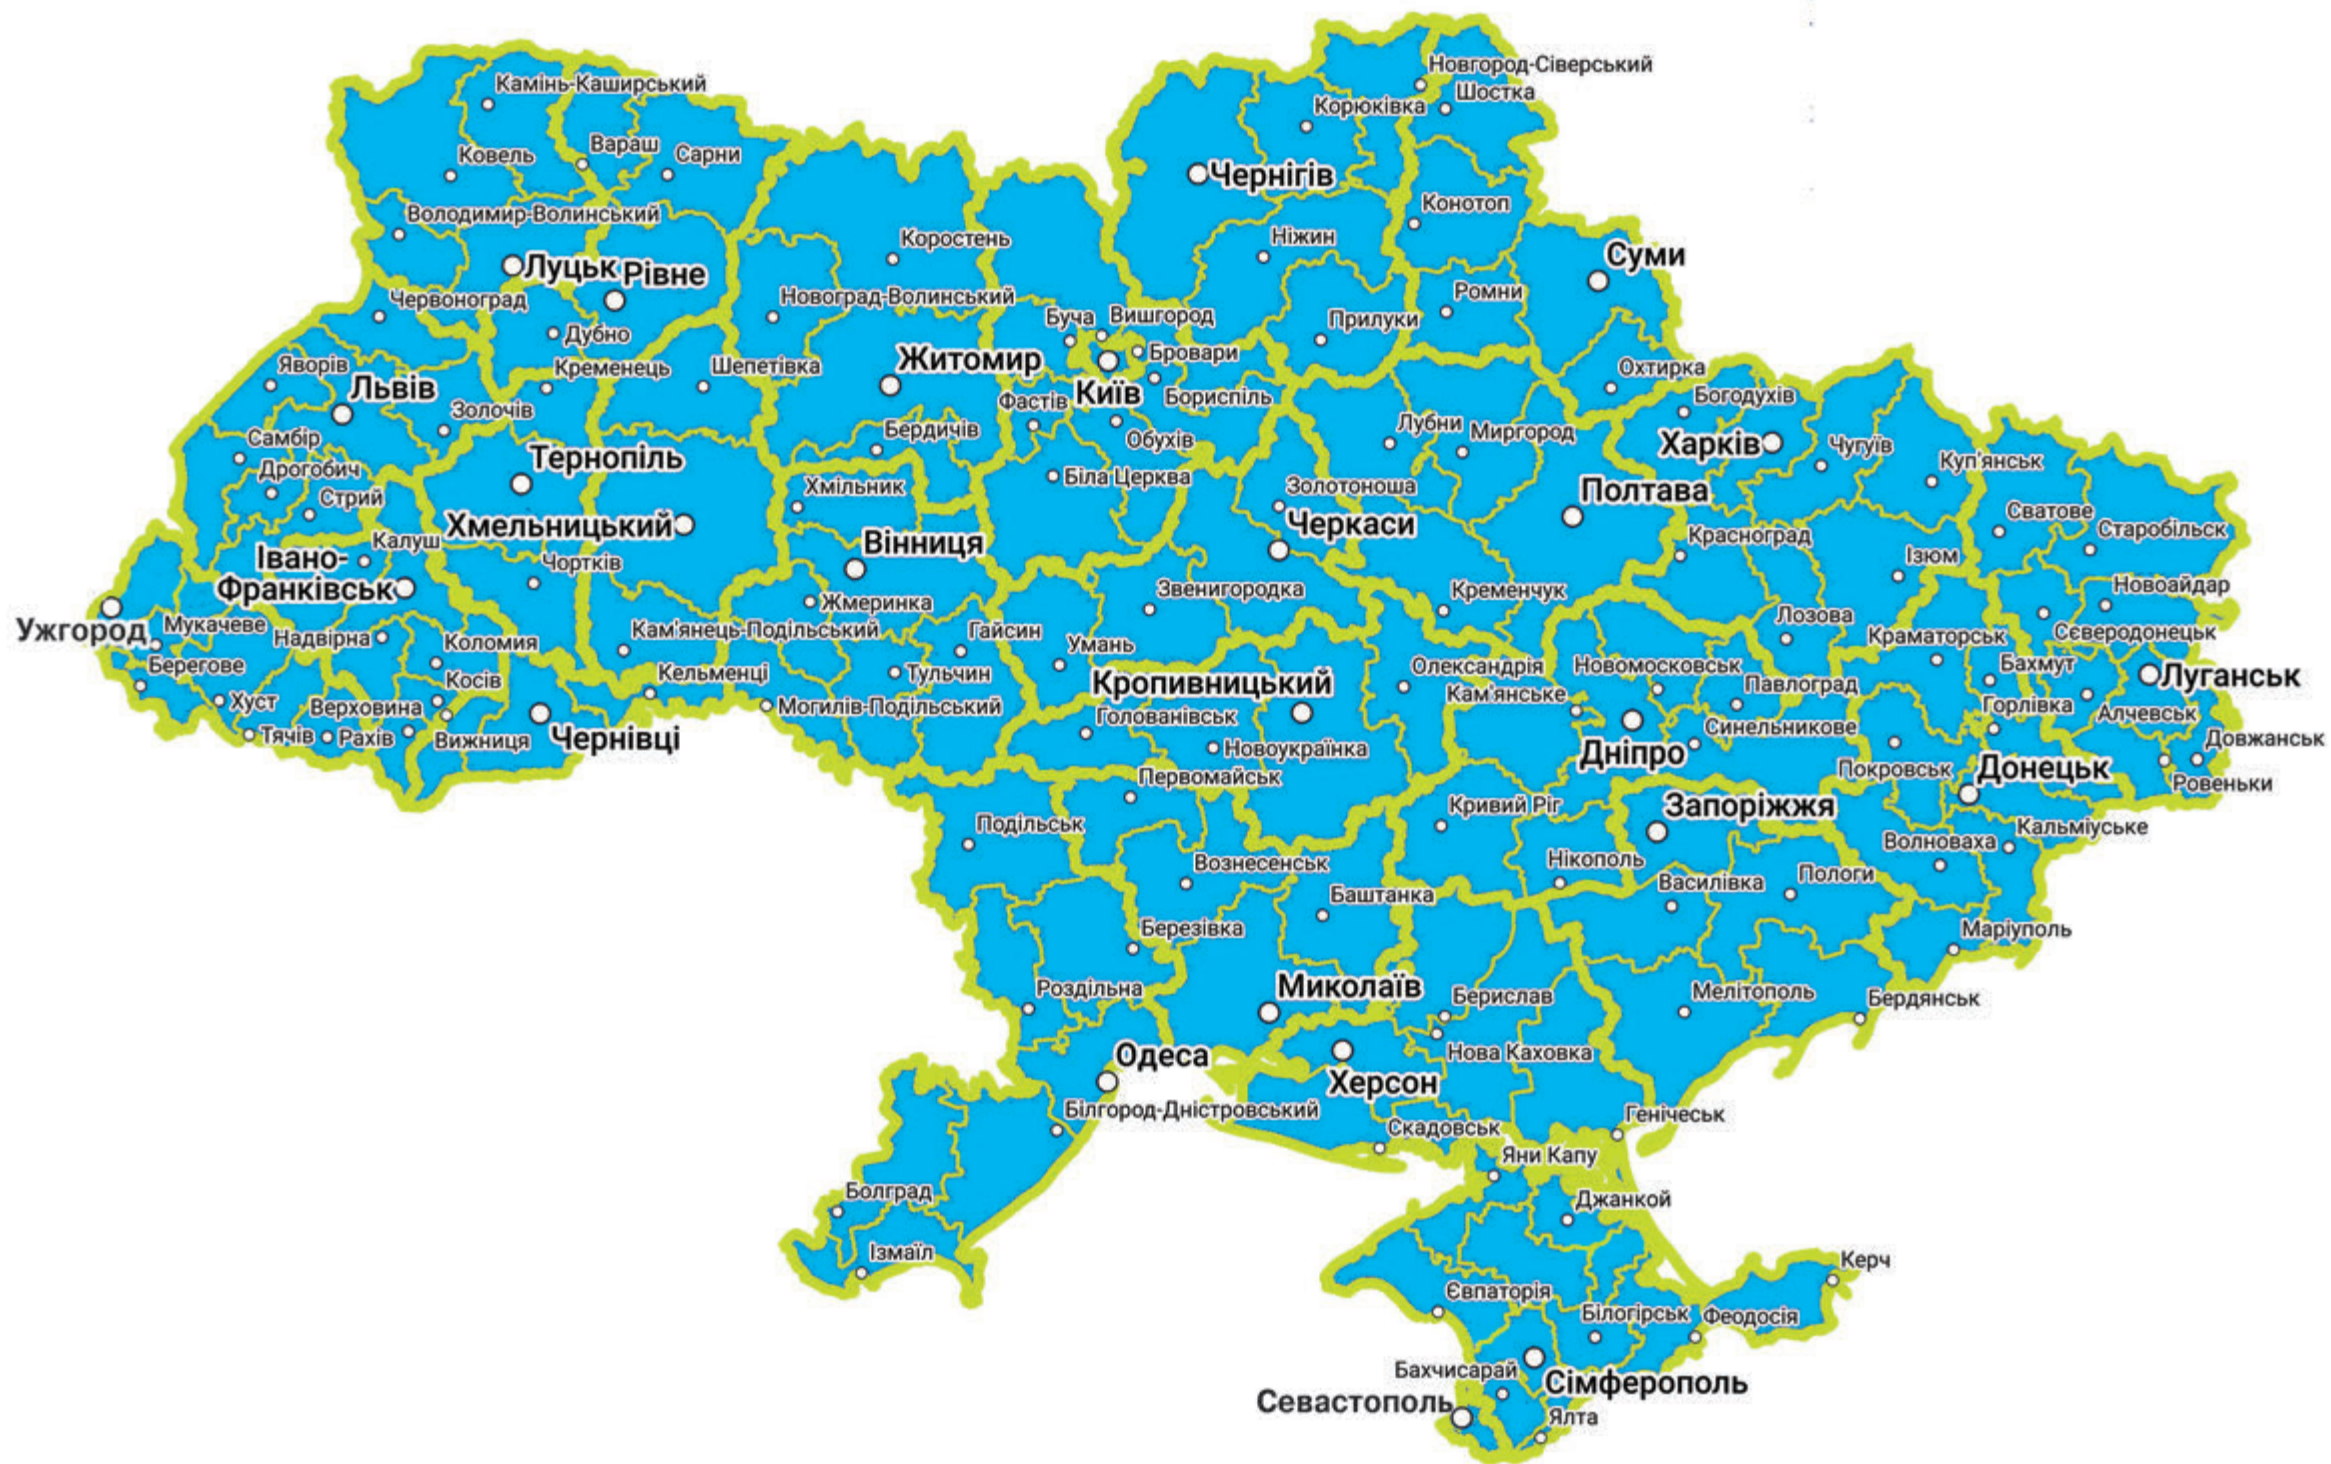 Новгород-Сіверський
Камінь-Каширський
Шостка
Корюківка
Вараш
Сарни
Ковель
Чернігів
Конотоп
Володимир-Волинський
Коростень
Ніжин
Суми
Луцьк
Рівне
Ромни
Червоноград
Новоград-Волинський
Буча
Вишгород
Прилуки
Дубно
Бровари
Житомир
Яворів
Кременець
Шепетівка
Охтирка
Львів
Київ
Богодухів
Фастів
Бориспіль
Золочів
Лубни
Миргород
Бердичів
Обухів
Самбір
Харків
Чугуїв
Тернопіль
Куп'янськ
Дрогобич
Біла Церква
Хмільник
Золотоноша
Полтава
Стрий
Сватове
Хмельницький
Черкаси
Старобільськ
Калуш
Вінниця
Красноград
Івано-
Франківськ
Чортків
Ізюм
Звенигородка
Кременчук
Новоайдар
Жмеринка
Лозова
Ужгород
Мукачеве
Надвірна
Коломия
Кам'янець-Подільський
Гайсин
Умань
Краматорськ
Сєверодонецьк
Берегове
Косів
Кельменці
Тульчин
Кропивницький
Олександрія
Новомосковськ
Бахмут
Луганськ
Хуст
Верховина
Могилів-Подільський
Кам'янське
Павлоград
Горлівка
Алчевськ
Тячів
Рахів
Вижниця
Чернівці
Голованівськ
Новоукраїнка
Синельникове
Довжанськ
Дніпро
Первомайськ
Покровськ
Донецьк
Ровеньки
Кривий Ріг
Запоріжжя
Подільськ
Кальміуське
Вознесенськ
Нікополь
Волноваха
Баштанка
Василівка
Пологи
Березівка
Маріуполь
Роздільна
Миколаїв
Берислав
Мелітополь
Бердянськ
Одеса
Нова Каховка
Херсон
Білгород-Дністровський
Скадовськ
Генічеськ
Яни Капу
Болград
Джанкой
Ізмаїл
Керч
Євпаторія
Білогірськ
Феодосія
Бахчисарай
Сімферополь
Севастополь
Ялта